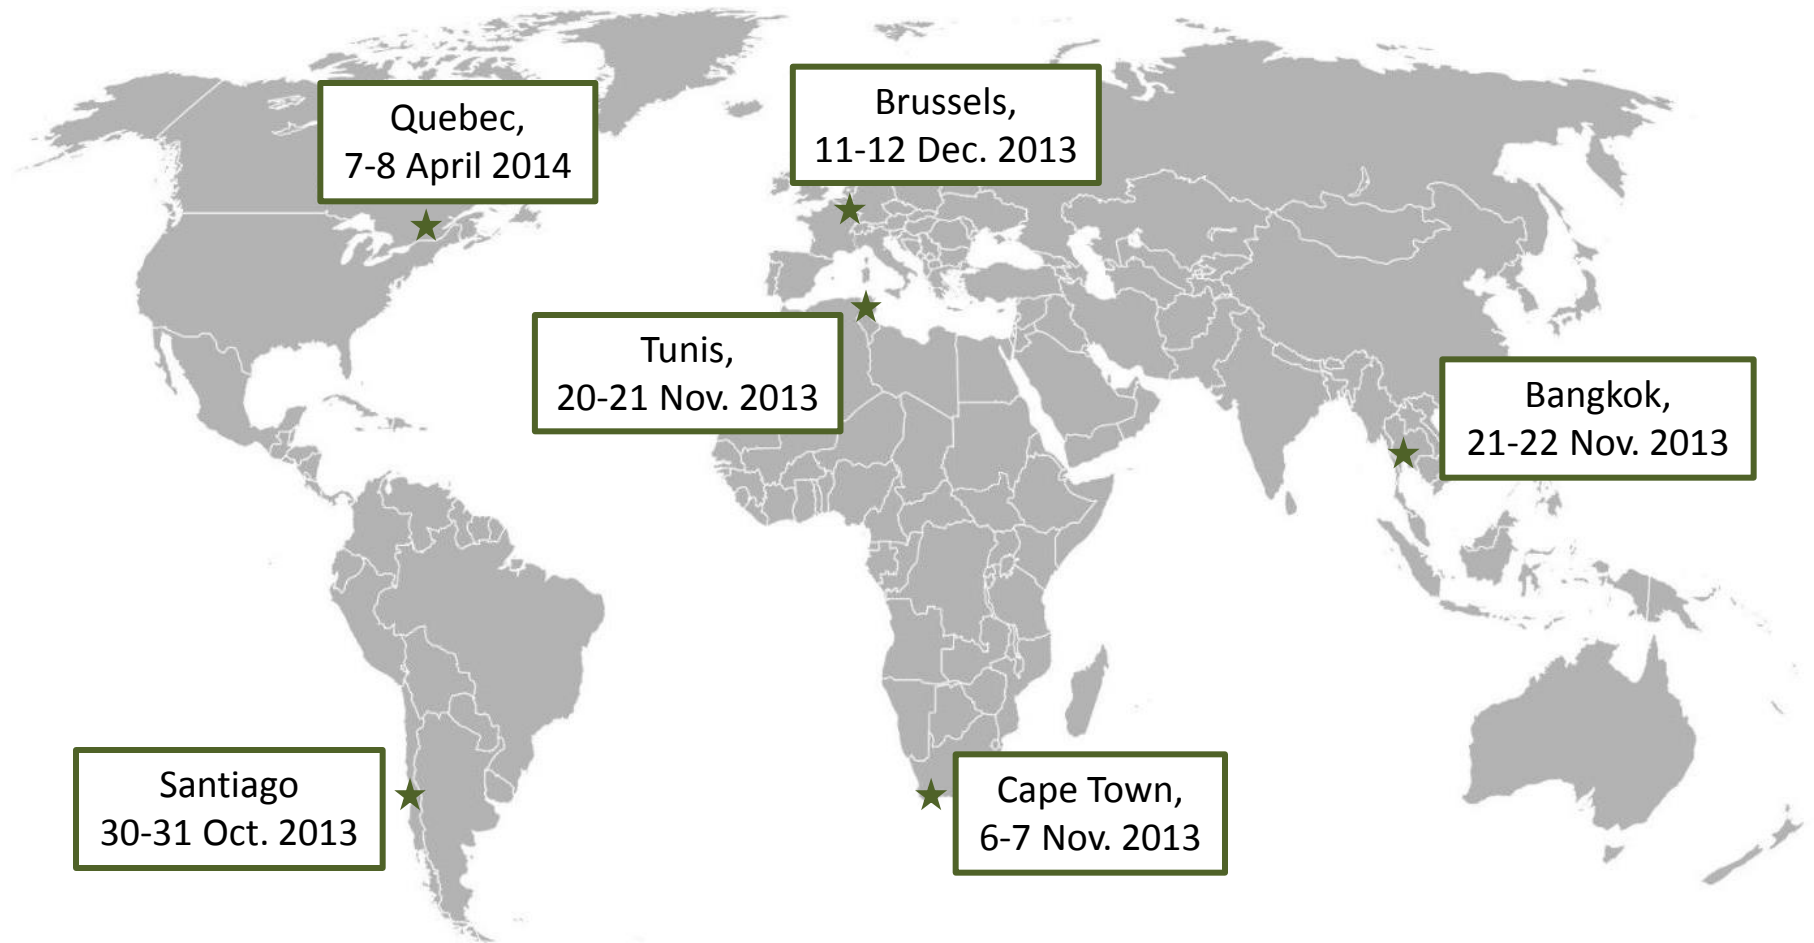 Quebec,
7-8 April 2014
Brussels,
11-12 Dec. 2013
Tunis,
20-21 Nov. 2013
Bangkok,
21-22 Nov. 2013
Santiago
30-31 Oct. 2013
Cape Town,
6-7 Nov. 2013